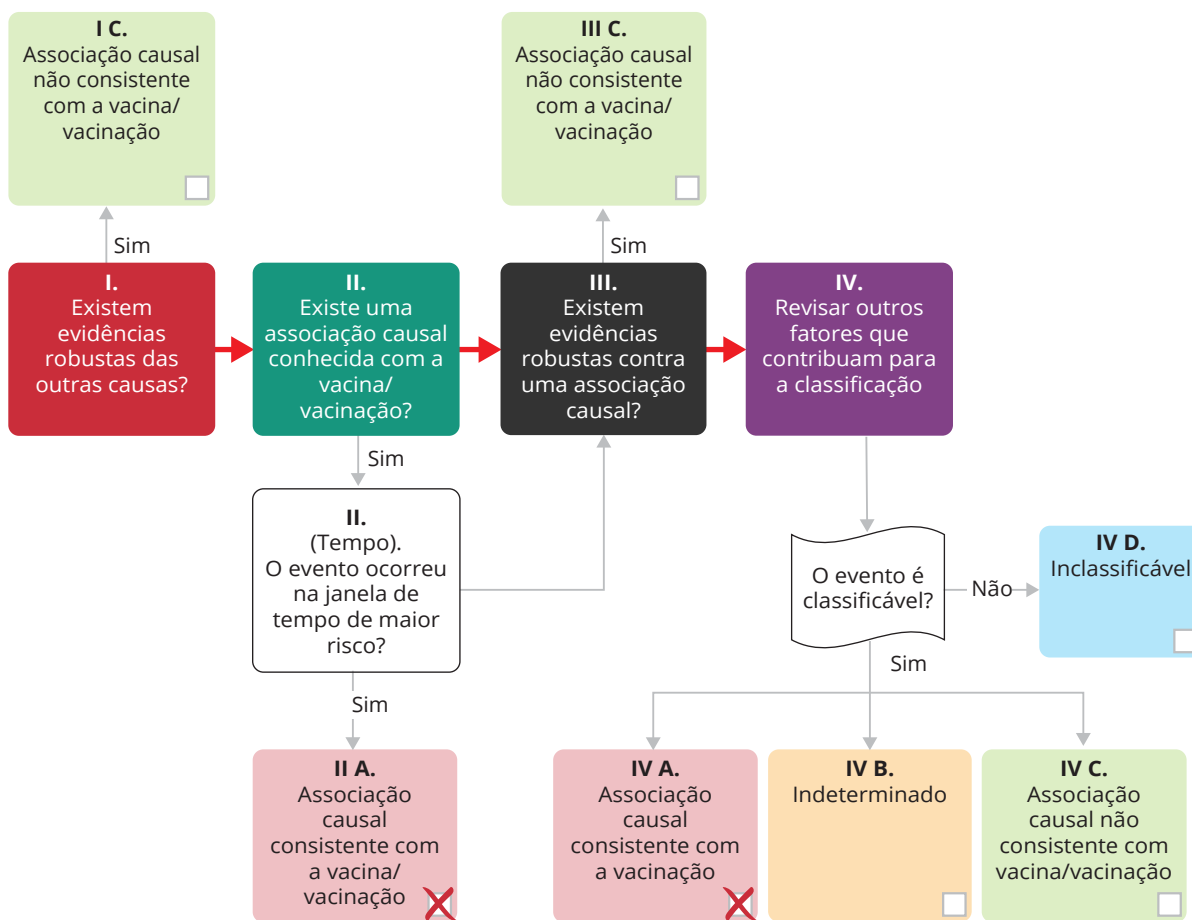 I C.
Associação causal
não consistente
com a vacina/
vacinação
III C.
Associação causal
não consistente
com a vacina/
vacinação
Sim
Sim
I.
Existem
evidências
robustas das
outras causas?
II.
Existe uma
associação causal
conhecida com a
vacina/
vacinação?
III.
Existem
evidências
robustas contra
uma associação
causal?
IV.
Revisar outros
fatores que
contribuam para
a classificação
Sim
II.
(Tempo).
O evento ocorreu
na janela de
tempo de maior
risco?
O evento é
classificável?
Não
IV D.
Inclassificável
Sim
Sim
II A.
Associação
causal
consistente com
a vacina/
vacinação
IV A.
Associação
causal
consistente com
a vacinação
IV B.
Indeterminado
IV C.
Associação
causal não
consistente com
vacina/vacinação